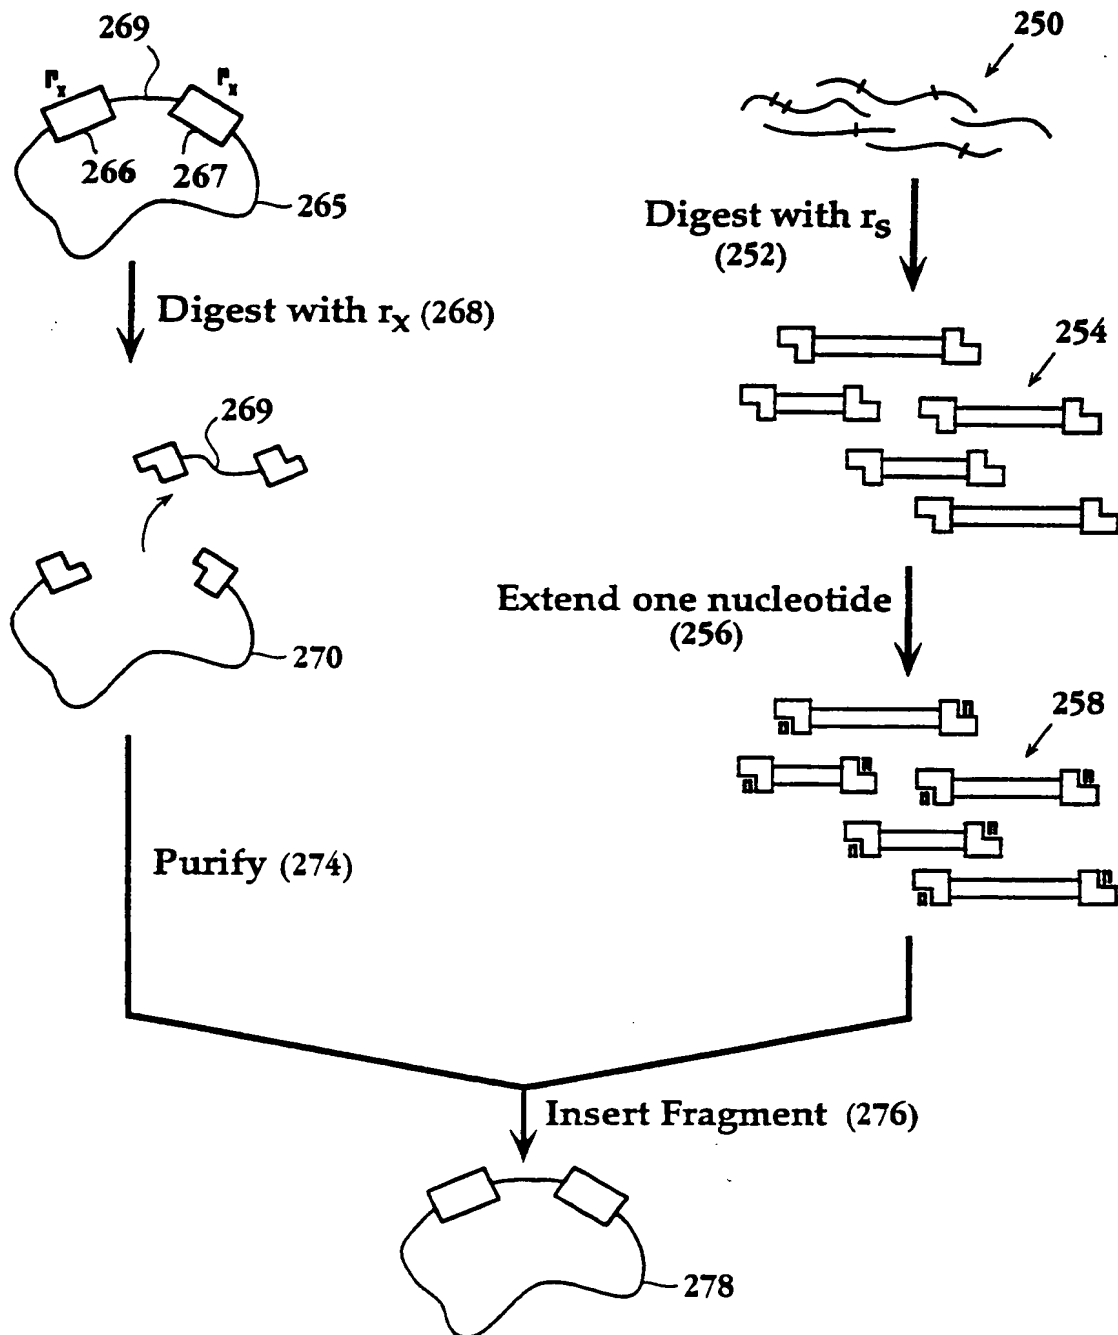 269
250
rx
rx
266
267
265
Digest with rs
(252)
Digest with rx (268)
254
269
Extend one nucleotide
(256)
270
258
n
n
n
n
n
n
n
n
n
n
Purify (274)
Insert Fragment (276)
278